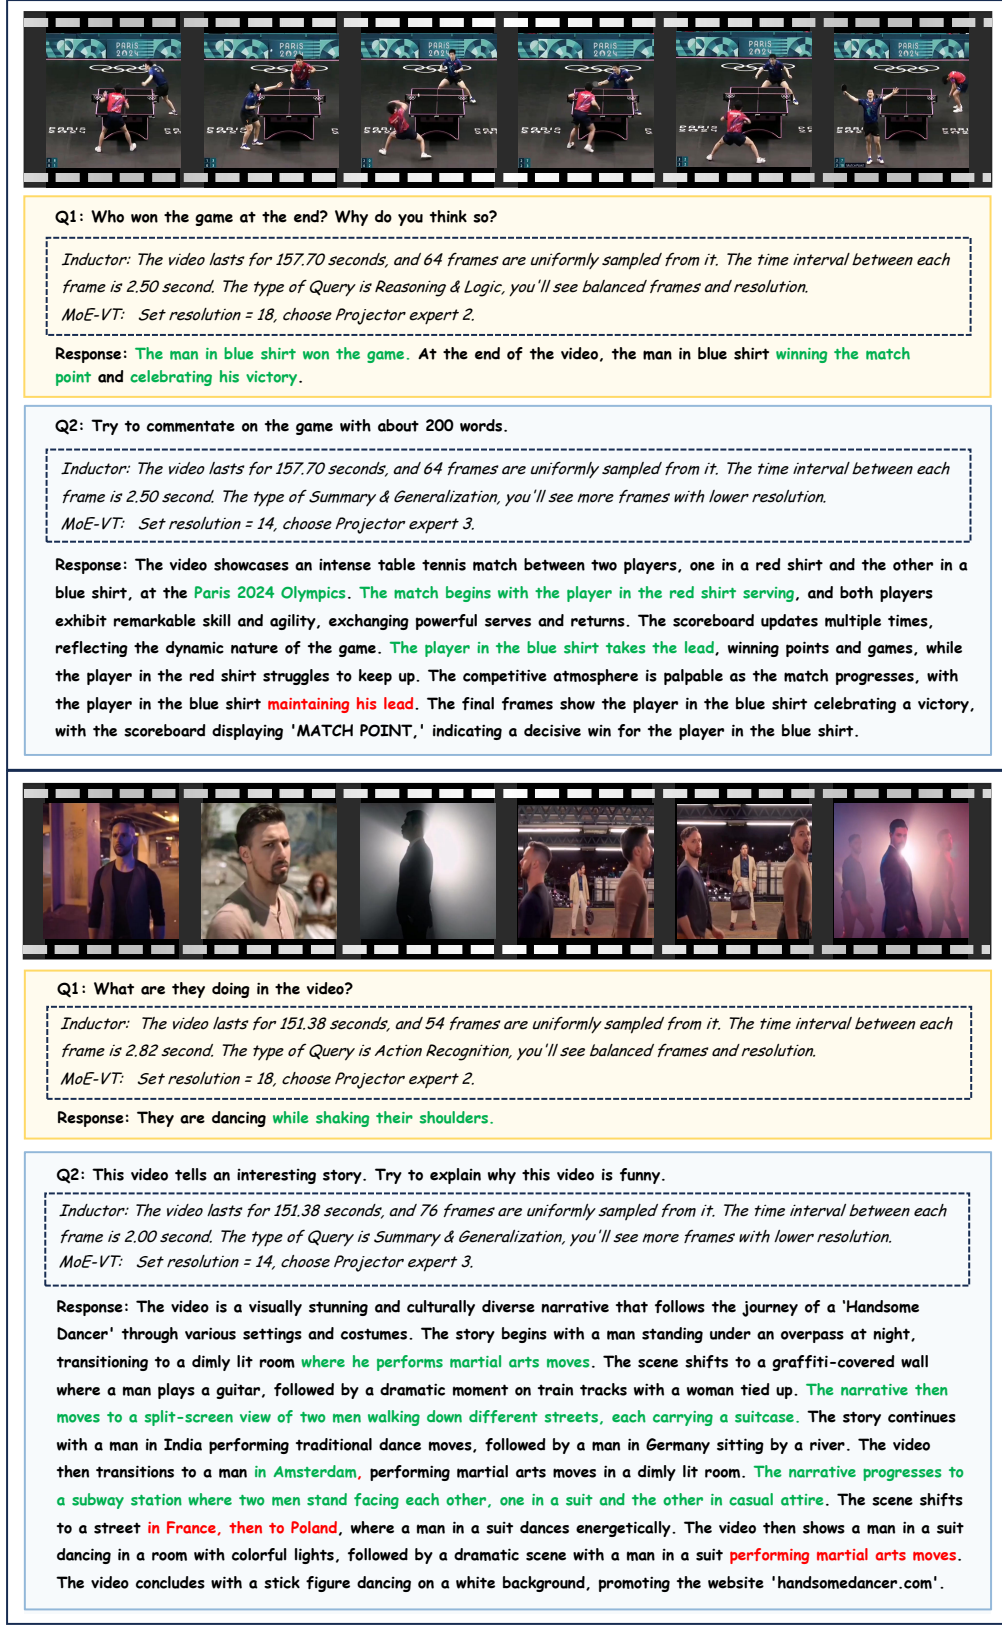 PARIS
2024
PARIS
2024
PARIS
2024
PARIS
2024
PARIS
2024
PARIS
2024
Q1: Who won the game at the end? Why do you think so?
Inductor: The video lasts for 157.70 seconds, and 64 frames are uniformly sampled from it. The time interval between each
frame is 2.50 second. The type of Query is Reasoning & Logic, you'll see balanced frames and resolution.
MoE-VT: Set resolution = 18, choose Projector expert 2.
Response: The man in blue shirt won the game. At the end of the video, the man in blue shirt winning the match
point and celebrating his victory.
Q2: Try to commentate on the game with about 200 words.
Inductor: The video lasts for 157.70 seconds, and 64 frames are uniformly sampled from it. The time interval between each
frame is 2.50 second. The type of Summary & Generalization, you'll see more frames with lower resolution.
MoE-VT: Set resolution = 14, choose Projector expert 3.
Response: The video showcases an intense table tennis match between two players, one in a red shirt and the other in a
blue shirt, at the Paris 2024 Olympics. The match begins with the player in the red shirt serving, and both players
exhibit remarkable skill and agility, exchanging powerful serves and returns. The scoreboard updates multiple times,
reflecting the dynamic nature of the game. The player in the blue shirt takes the lead, winning points and games, while
the player in the red shirt struggles to keep up. The competitive atmosphere is palpable as the match progresses, with
the player in the blue shirt maintaining his lead. The final frames show the player in the blue shirt celebrating a victory,
with the scoreboard displaying 'MATCH POINT,' indicating a decisive win for the player in the blue shirt.
Q1: What are they doing in the video?
Inductor: The video lasts for 151.38 seconds, and 54 frames are uniformly sampled from it. The time interval between each
frame is 2.82 second. The type of Query is Action Recognition, you'll see balanced frames and resolution.
MoE-VT: Set resolution = 18, choose Projector expert 2.
Response: They are dancing while shaking their shoulders.
Q2: This video tells an interesting story. Try to explain why this video is funny.
Inductor: The video lasts for 151.38 seconds, and 76 frames are uniformly sampled from it. The time interval between each
frame is 2.00 second. The type of Query is Summary & Generalization, you'll see more frames with lower resolution.
MoE-VT: Set resolution = 14, choose Projector expert 3.
Response: The video is a visually stunning and culturally diverse narrative that follows the journey of a 'Handsome
Dancer' through various settings and costumes. The story begins with a man standing under an overpass at night,
transitioning to a dimly lit room where he performs martial arts moves. The scene shifts to a graffiti-covered wall
where a man plays a guitar, followed by a dramatic moment on train tracks with a woman tied up. The narrative then
moves to a split-screen view of two men walking down different streets, each carrying a suitcase. The story continues
with a man in India performing traditional dance moves, followed by a man in Germany sitting by a river. The video
then transitions to a man in Amsterdam, performing martial arts moves in a dimly lit room. The narrative progresses to
a subway station where two men stand facing each other, one in a suit and the other in casual attire. The scene shifts
to a street in France, then to Poland, where a man in a suit dances energetically. The video then shows a man in a suit
dancing in a room with colorful lights, followed by a dramatic scene with a man in a suit performing martial arts moves.
The video concludes with a stick figure dancing on a white background, promoting the website 'handsomedancer.com'.